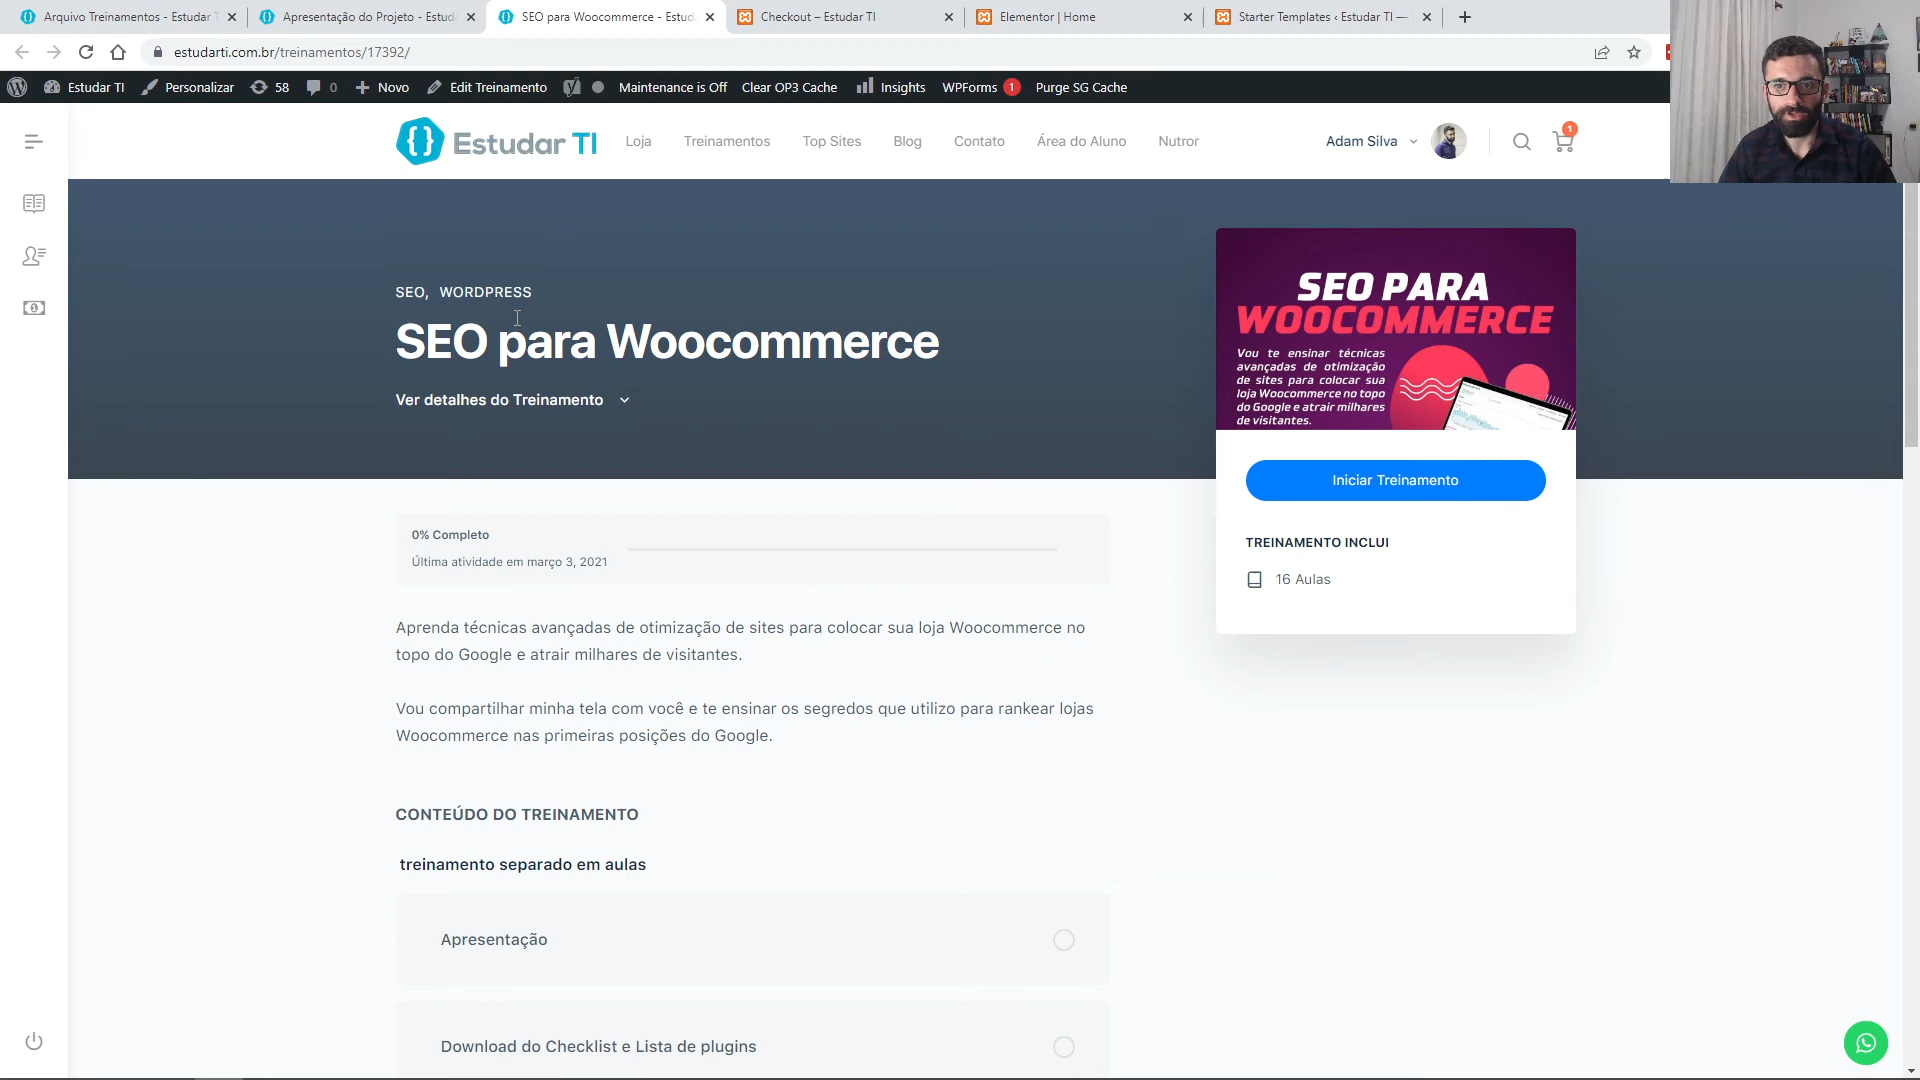 Arquivo Treinamentos - Estudar T
Apresentação do Projeto - Estuda
SEO para Woocommerce - Estuda
Checkout – Estudar TI
Elementor | Home
Starter Templates ‹ Estudar TI —
estudarti.com.br/treinamentos/17392/
Estudar TI
Personalizar
58
0
Novo
Edit Treinamento
Maintenance is Off
Clear OP3 Cache
Insights
WPForms
1
Purge SG Cache
Estudar TI
Loja
Treinamentos
Top Sites
Blog
Contato
Área do Aluno
Nutror
Adam Silva
1
SEO, WORDPRESS
SEO para Woocommerce
Ver detalhes do Treinamento
SEO PARA
WOOCOMMERCE
Vou te ensinar técnicas
avançadas de otimização
de sites para colocar sua
loja Woocommerce no topo
do Google e atrair milhares
de visitantes.
Iniciar Treinamento
TREINAMENTO INCLUI
16 Aulas
0% Completo
Última atividade em março 3, 2021
Aprenda técnicas avançadas de otimização de sites para colocar sua loja Woocommerce no
topo do Google e atrair milhares de visitantes.
Vou compartilhar minha tela com você e te ensinar os segredos que utilizo para rankear lojas
Woocommerce nas primeiras posições do Google.
CONTEÚDO DO TREINAMENTO
treinamento separado em aulas
Apresentação
Download do Checklist e Lista de plugins